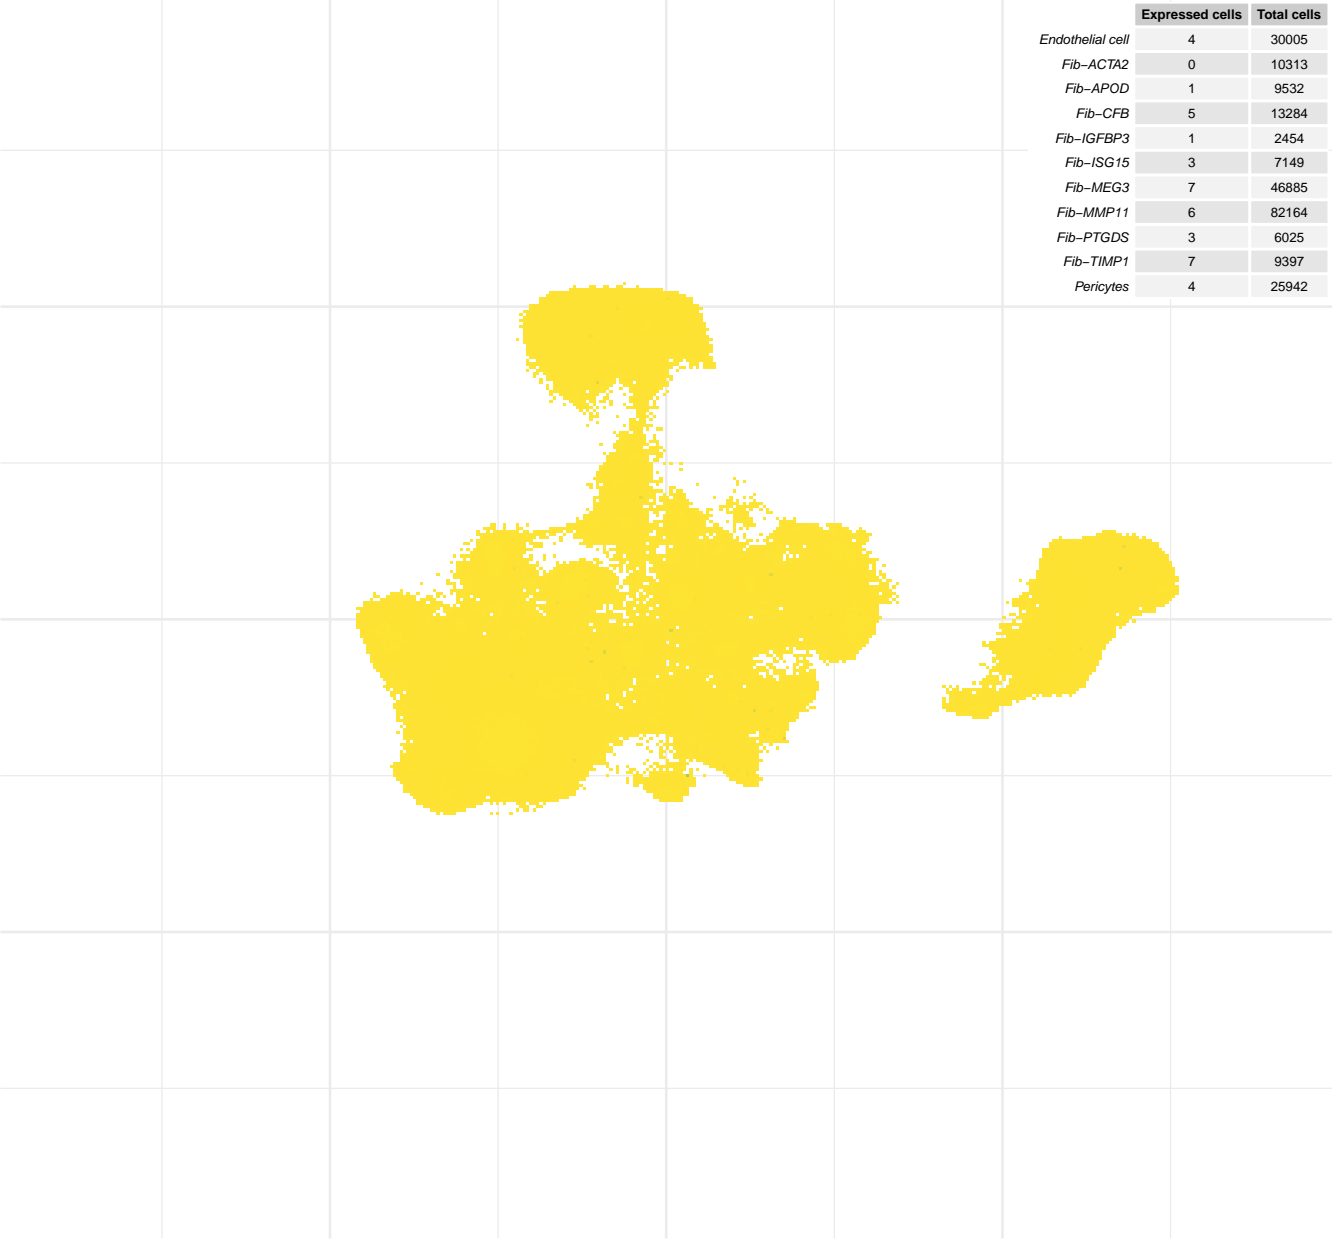 Expressed cells Total cells
Endothelial cell 4 30005
Fib−ACTA2 0 10313
Fib−APOD 1 9532
Fib−CFB 5 13284
Fib−IGFBP3 1 2454
Fib−ISG15 3 7149
Fib−MEG3 7 46885
Fib−MMP11 6 82164
Fib−PTGDS 3 6025
Fib−TIMP1 7 9397
Pericytes 4 25942